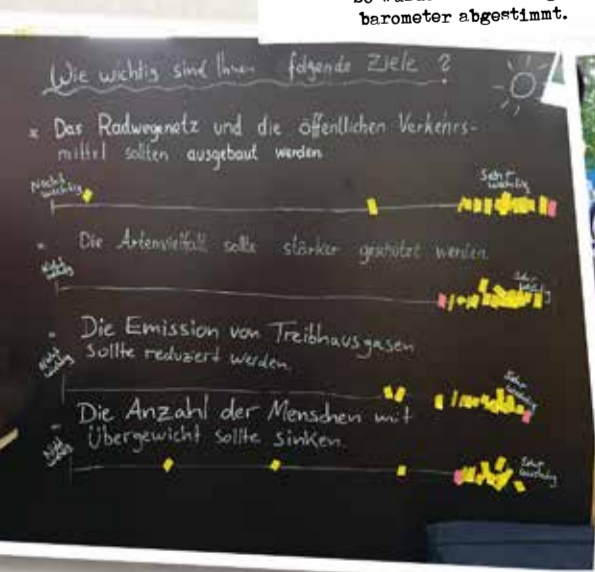 barometer abgestimmt.
Wie wichtig sind Ihnen folgende Ziele ?
* Das Radwegenetz und die öffentlichen Verkehrs-
mittel sollten ausgebaut werden
Nicht wichtig
Sehr wichtig
Die Artenvielfalt sollte stärker geschützt werden.
Nicht wichtig
Sehr wichtig
Die Emission von Treibhausgasen
sollte reduziert werden.
Nicht wichtig
Sehr wichtig
Die Anzahl der Menschen mit
Übergewicht sollte sinken.
Nicht wichtig
Sehr wichtig